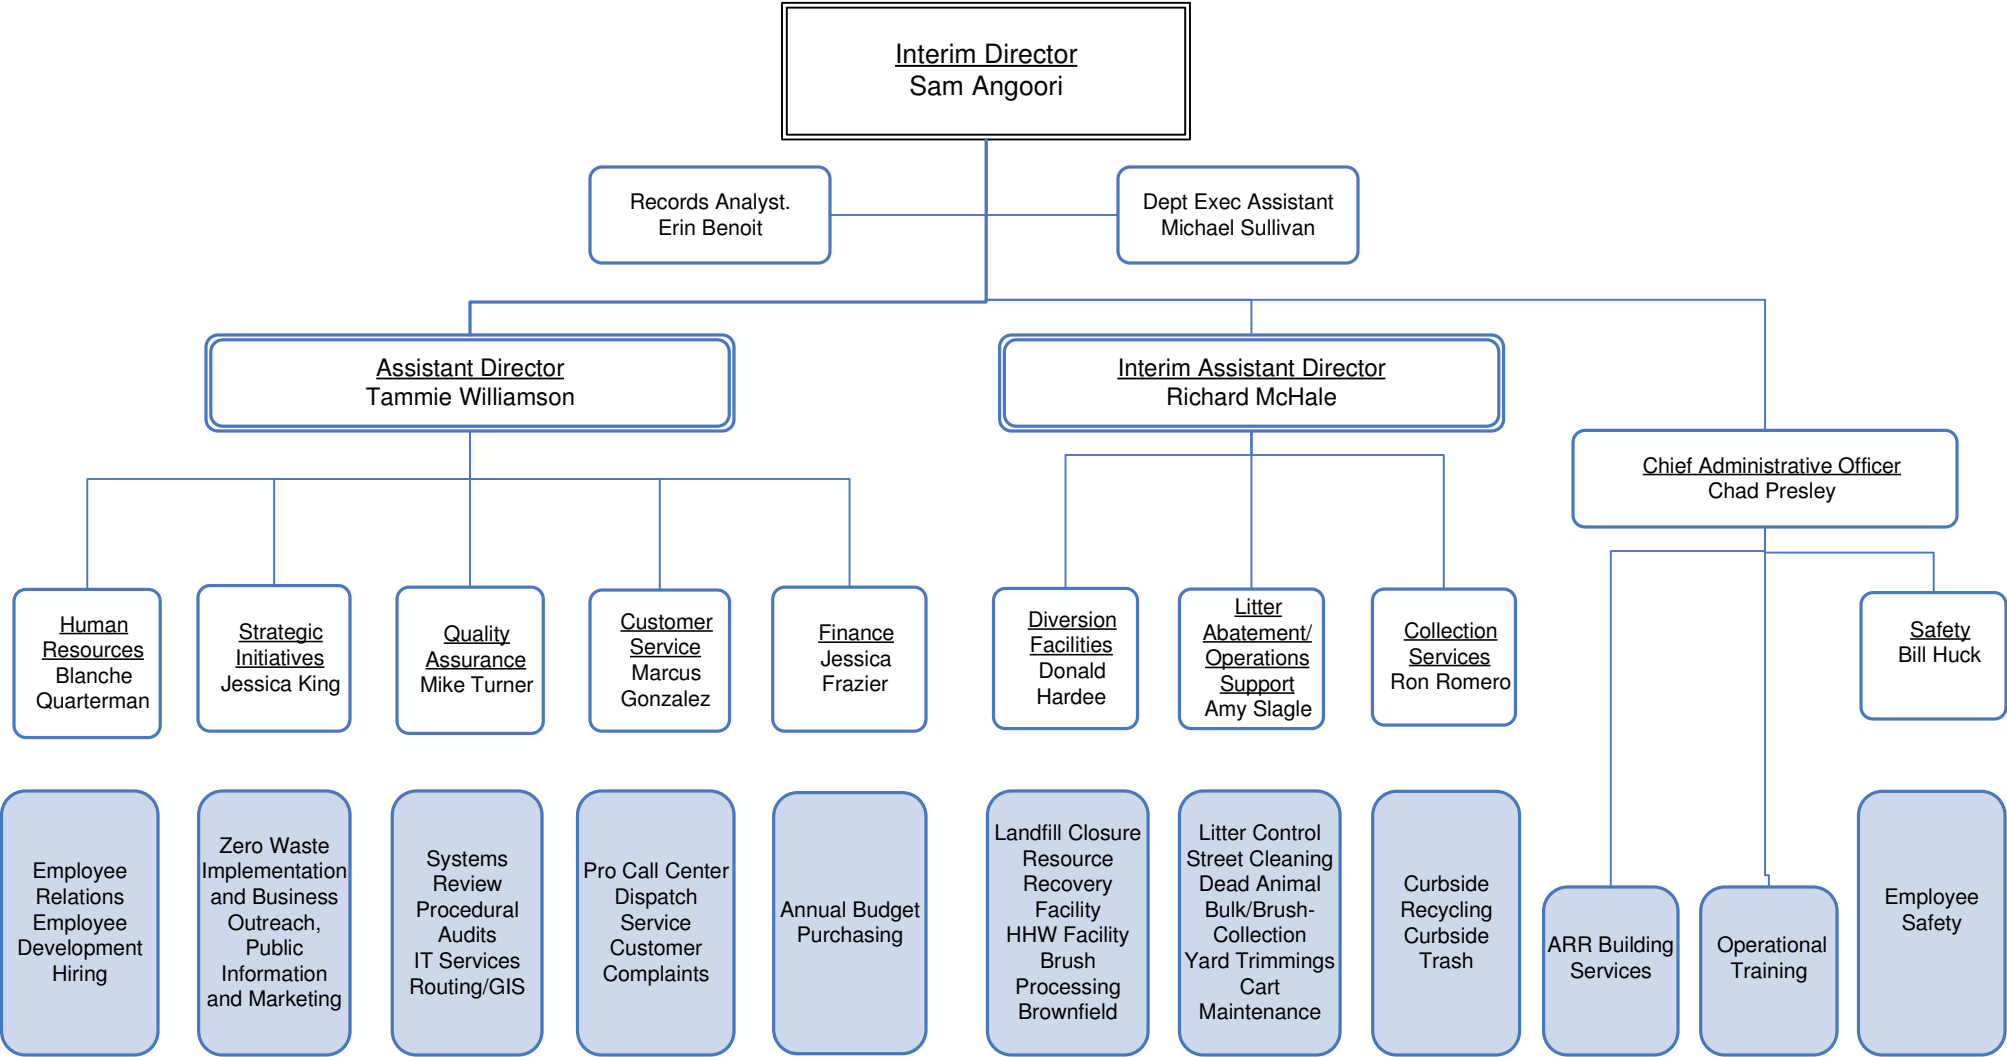 Interim Director
Sam Angoori
Records Analyst.
Erin Benoit
Dept Exec Assistant
Michael Sullivan
Assistant Director
Tammie Williamson
Interim Assistant Director
Richard McHale
Chief Administrative Officer
Chad Presley
Human
Resources
Blanche
Quarterman
Strategic
Initiatives
Jessica King
Quality
Assurance
Mike Turner
Customer
Service
Marcus
Gonzalez
Finance
Jessica
Frazier
Diversion
Facilities
Donald
Hardee
Litter
Abatement/
Operations
Support
Amy Slagle
Collection
Services
Ron Romero
Safety
Bill Huck
Employee
Relations
Employee
Development
Hiring
Zero Waste
Implementation
and Business
Outreach,
Public
Information
and Marketing
Systems
Review
Procedural
Audits
IT Services
Routing/GIS
Pro Call Center
Dispatch
Service
Customer
Complaints
Annual Budget
Purchasing
Landfill Closure
Resource
Recovery
Facility
HHW Facility
Brush
Processing
Brownfield
Litter Control
Street Cleaning
Dead Animal
Bulk/Brush-
Collection
Yard Trimmings
Cart
Maintenance
Curbside
Recycling
Curbside
Trash
ARR Building
Services
Operational
Training
Employee
Safety